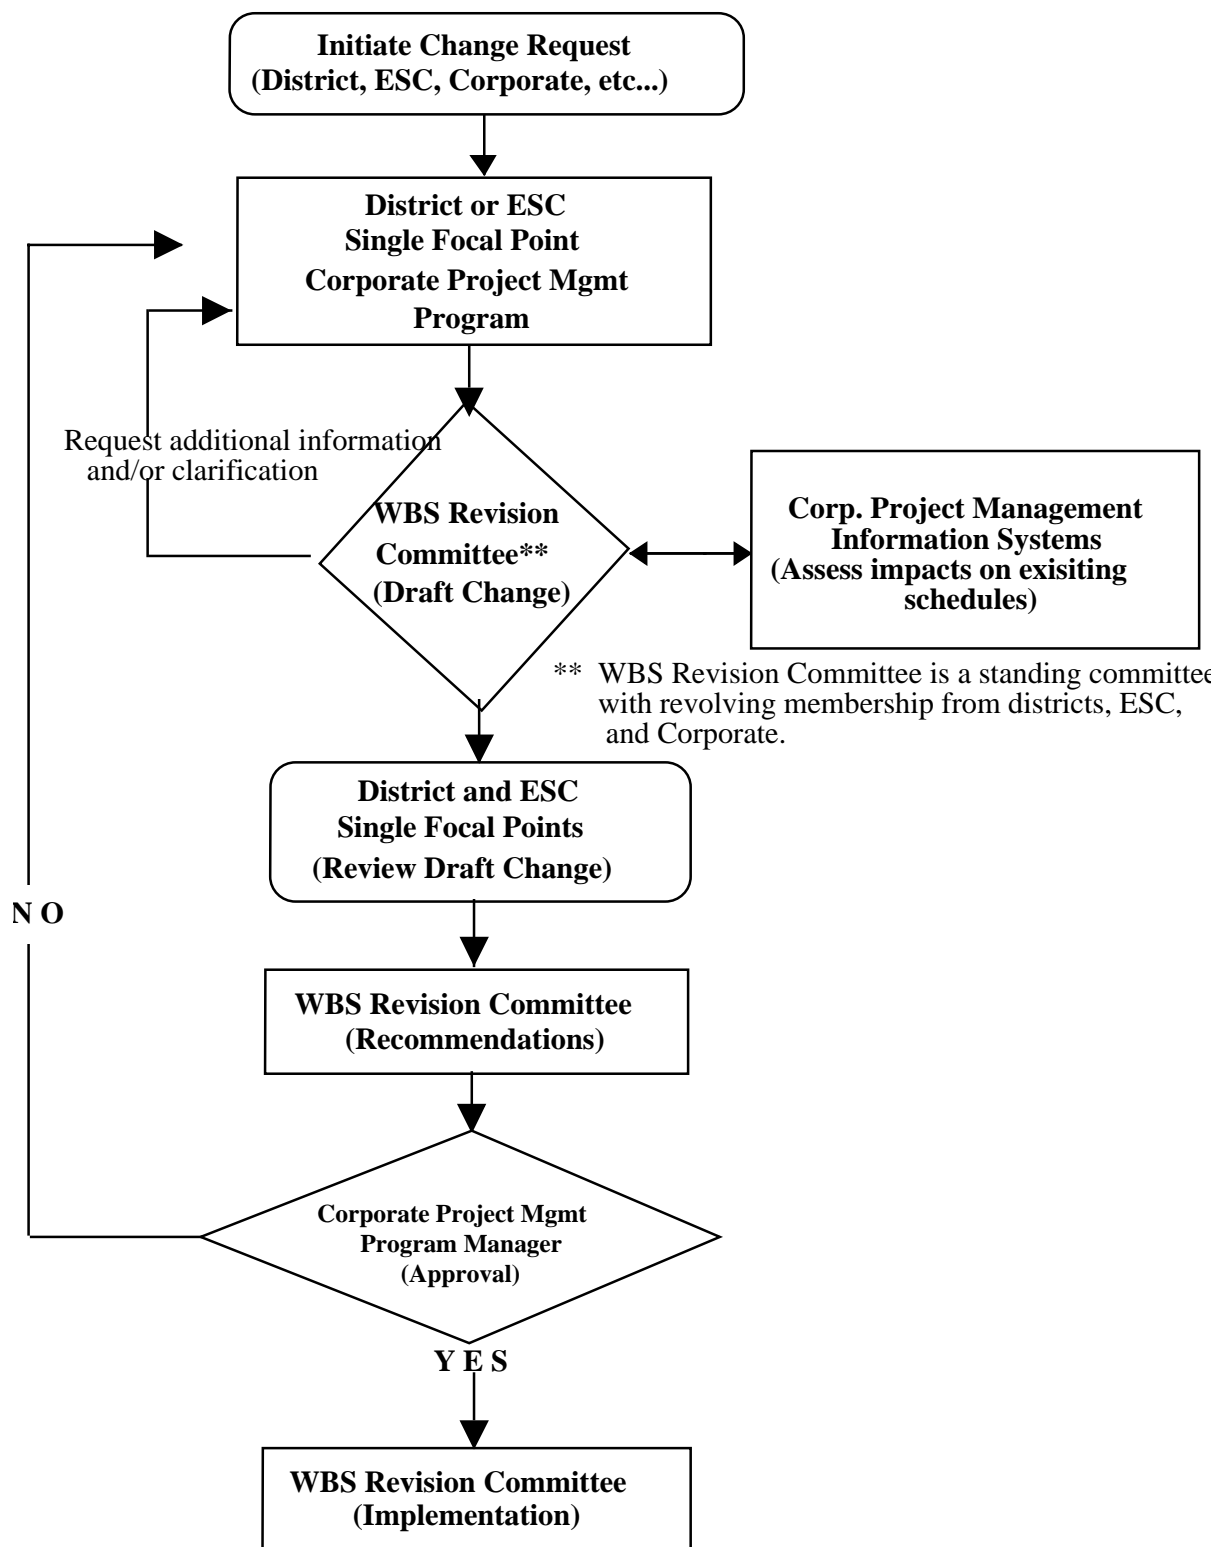 Initiate Change Request
(District, ESC, Corporate, etc...)
District or ESC
Single Focal Point
Corporate Project Mgmt
Program
Request additional information
and/or clarification
WBS Revision
Committee**
(Draft Change)
Corp. Project Management
Information Systems
(Assess impacts on exisiting
schedules)
** WBS Revision Committee is a standing committee
with revolving membership from districts, ESC,
and Corporate.
District and ESC
Single Focal Points
(Review Draft Change)
N O
WBS Revision Committee
(Recommendations)
Corporate Project Mgmt
Program Manager
(Approval)
Y E S
WBS Revision Committee
(Implementation)